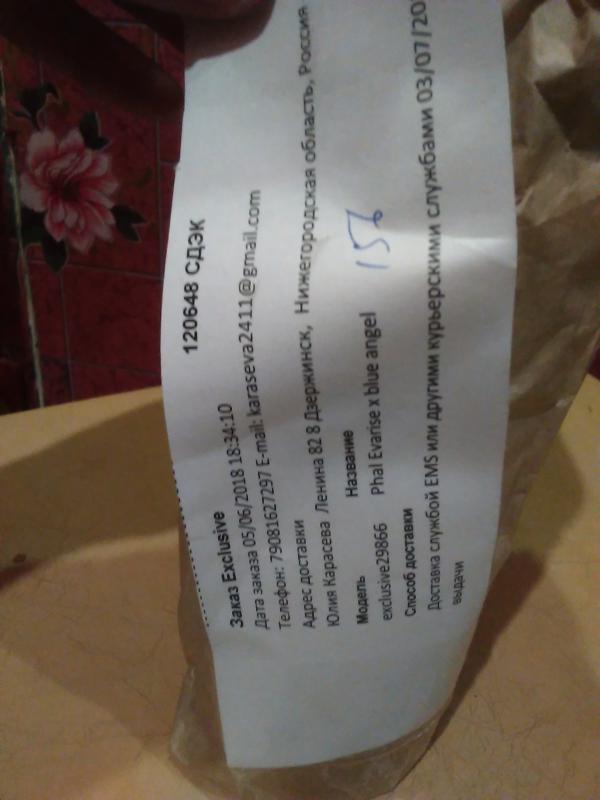 120648 СДЭК
Заказ Exclusive
Дата заказа 05/06/2018 18:34:10
Телефон: 79081627297 E-mail: karaseva2411@gmail.com
Адрес доставки
Юлия Карасева Ленина 82 8 Дзержинск, Нижегородская область, Россия
Модель Название
exclusive29866 Phal Evarise x blue angel
Способ доставки
Доставка службой EMS или другими курьерскими службами 03/07/20
выдачи